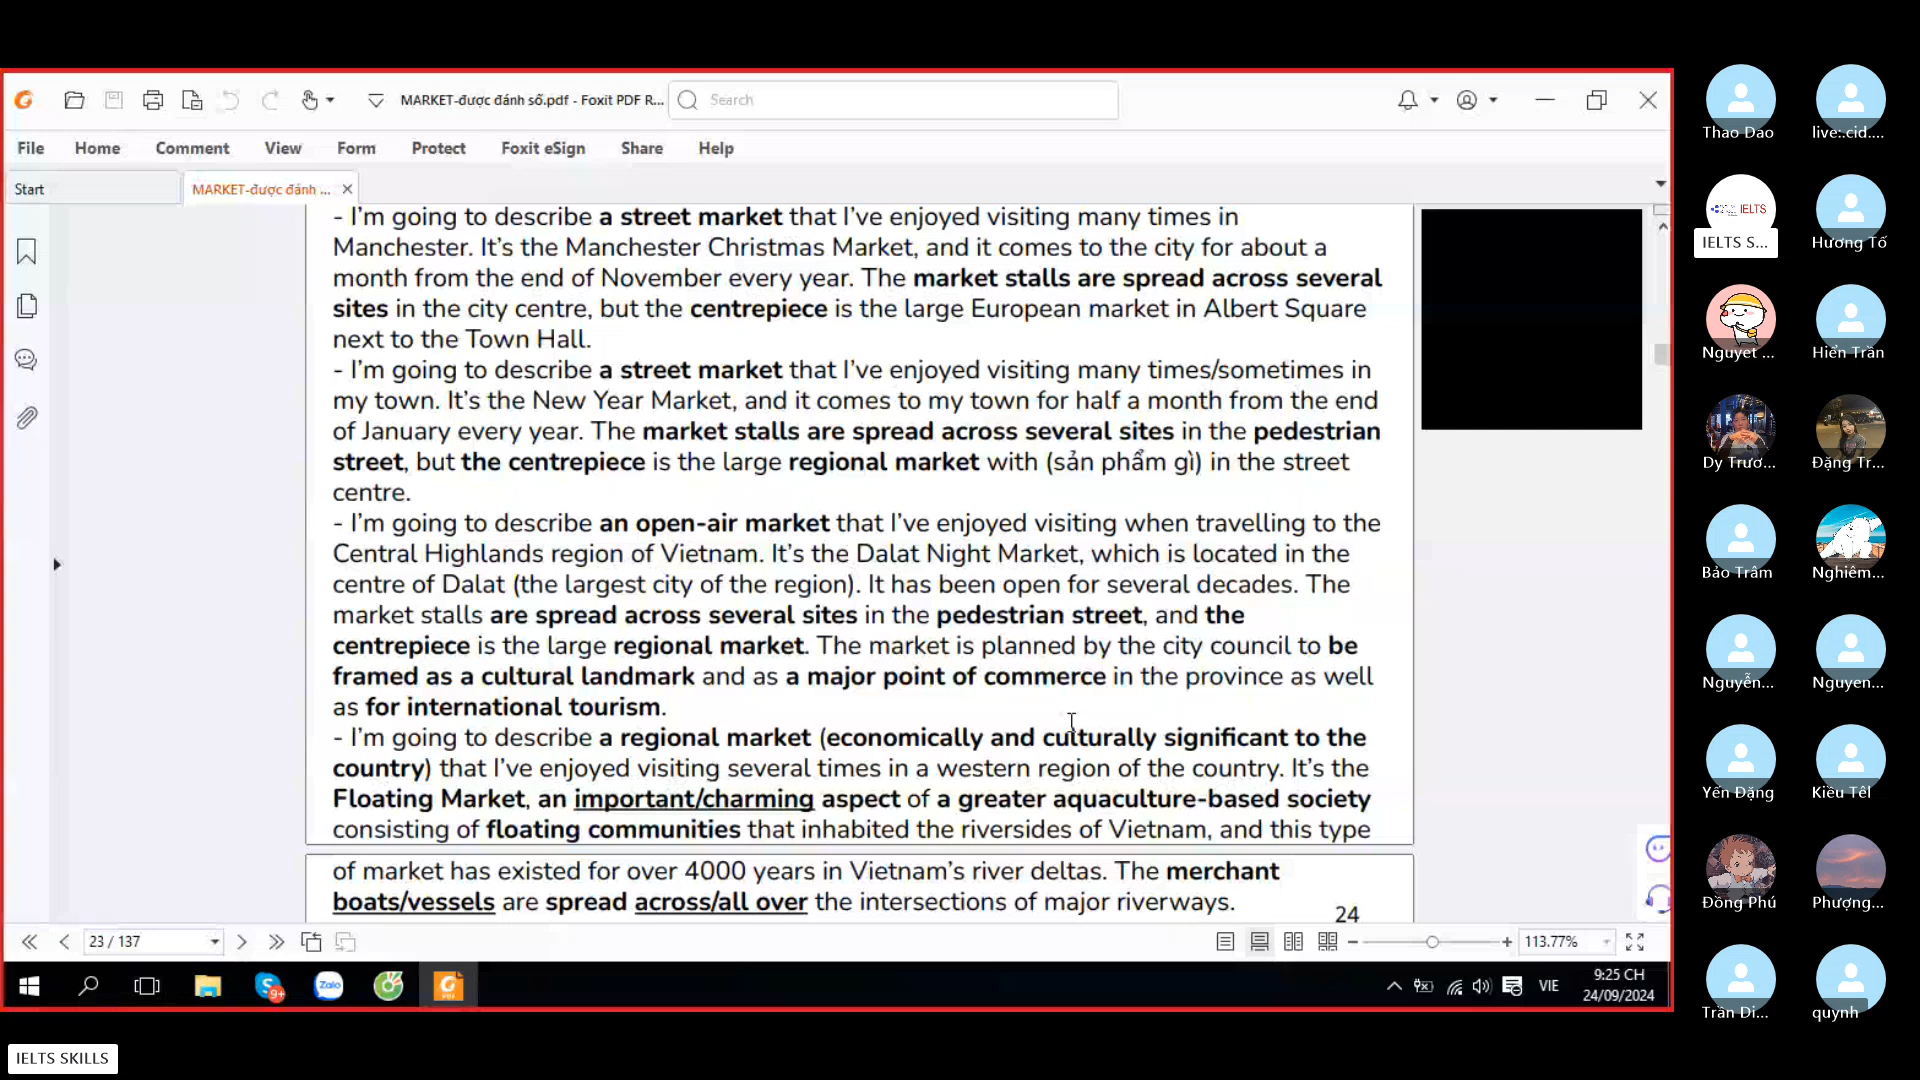 MARKET-được đánh số.pdf - Foxit PDF R...
Search
File Home Comment View Form Protect Foxit eSign Share Help
Start
MARKET-được đánh ...
- I'm going to describe a street market that I've enjoyed visiting many times in
Manchester. It's the Manchester Christmas Market, and it comes to the city for about a
month from the end of November every year. The market stalls are spread across several
sites in the city centre, but the centrepiece is the large European market in Albert Square
next to the Town Hall.
- I'm going to describe a street market that I've enjoyed visiting many times/sometimes in
my town. It's the New Year Market, and it comes to my town for half a month from the end
of January every year. The market stalls are spread across several sites in the pedestrian
street, but the centrepiece is the large regional market with (sản phẩm gì) in the street
centre.
- I'm going to describe an open-air market that I've enjoyed visiting when travelling to the
Central Highlands region of Vietnam. It's the Dalat Night Market, which is located in the
centre of Dalat (the largest city of the region). It has been open for several decades. The
market stalls are spread across several sites in the pedestrian street, and the
centrepiece is the large regional market. The market is planned by the city council to be
framed as a cultural landmark and as a major point of commerce in the province as well
as for international tourism.
- I'm going to describe a regional market (economically and culturally significant to the
country) that I've enjoyed visiting several times in a western region of the country. It's the
Floating Market, an important/charming aspect of a greater aquaculture-based society
consisting of floating communities that inhabited the riversides of Vietnam, and this type
of market has existed for over 4000 years in Vietnam's river deltas. The merchant
boats/vessels are spread across/all over the intersections of major riverways.
24
23 / 137
113.77%
9+
Zalo
PDF
VIE
9:25 CH
24/09/2024
IELTS SKILLS
Thao Dao
live:.cid....
IELTS
IELTS S...
Hương Tố
Nguyet ...
Hiển Trần
Dy Trươ...
Đặng Tr...
Bảo Trâm
Nghiêm...
Nguyễn...
Nguyen...
Yến Đặng
Kiều Têl
Đồng Phú
Phượng...
Trần Di...
quynh